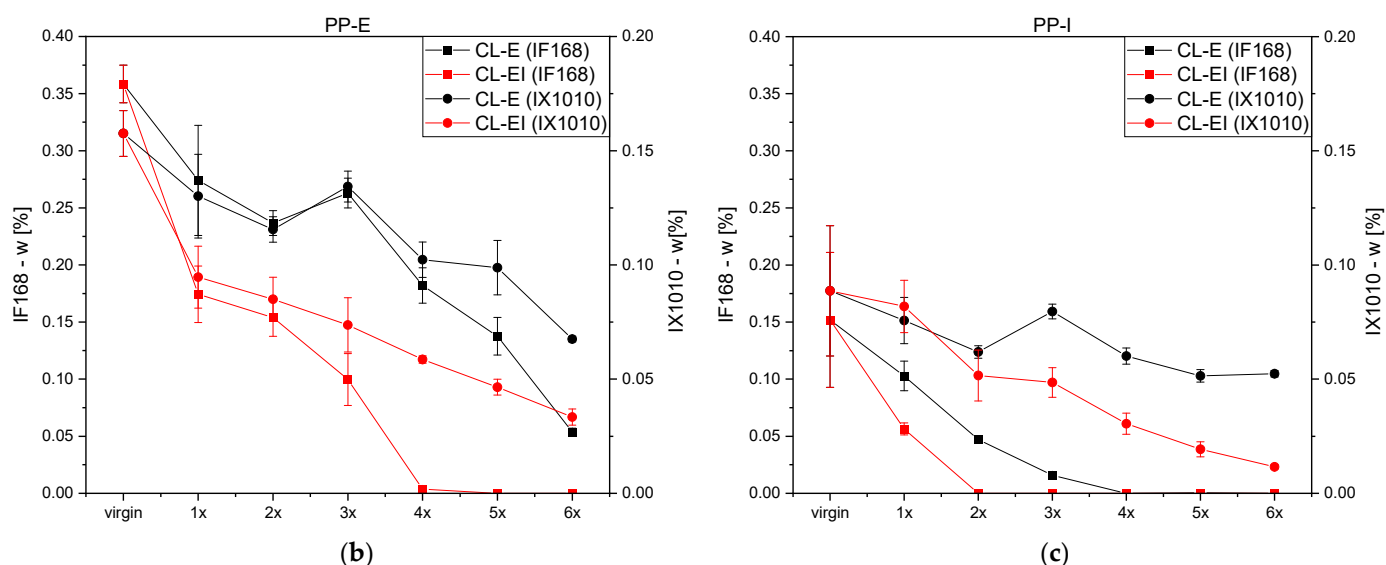 PP-E
CL-E (IF168)
CL-EI (IF168)
CL-E (IX1010)
CL-EI (IX1010)
IF168 - w [%]
0.40
0.35
0.30
0.25
0.20
0.15
0.10
0.05
0.00
0.20
0.15
0.10
0.05
0.00
IX1010 - w[%]
virgin 1x 2x 3x 4x 5x 6x
(b)
PP-I
CL-E (IF168)
CL-EI (IF168)
CL-E (IX1010)
CL-EI (IX1010)
IF168 - w [%]
0.40
0.35
0.30
0.25
0.20
0.15
0.10
0.05
0.00
0.20
0.15
0.10
0.05
0.00
IX1010 - w [%]
virgin 1x 2x 3x 4x 5x 6x
(c)